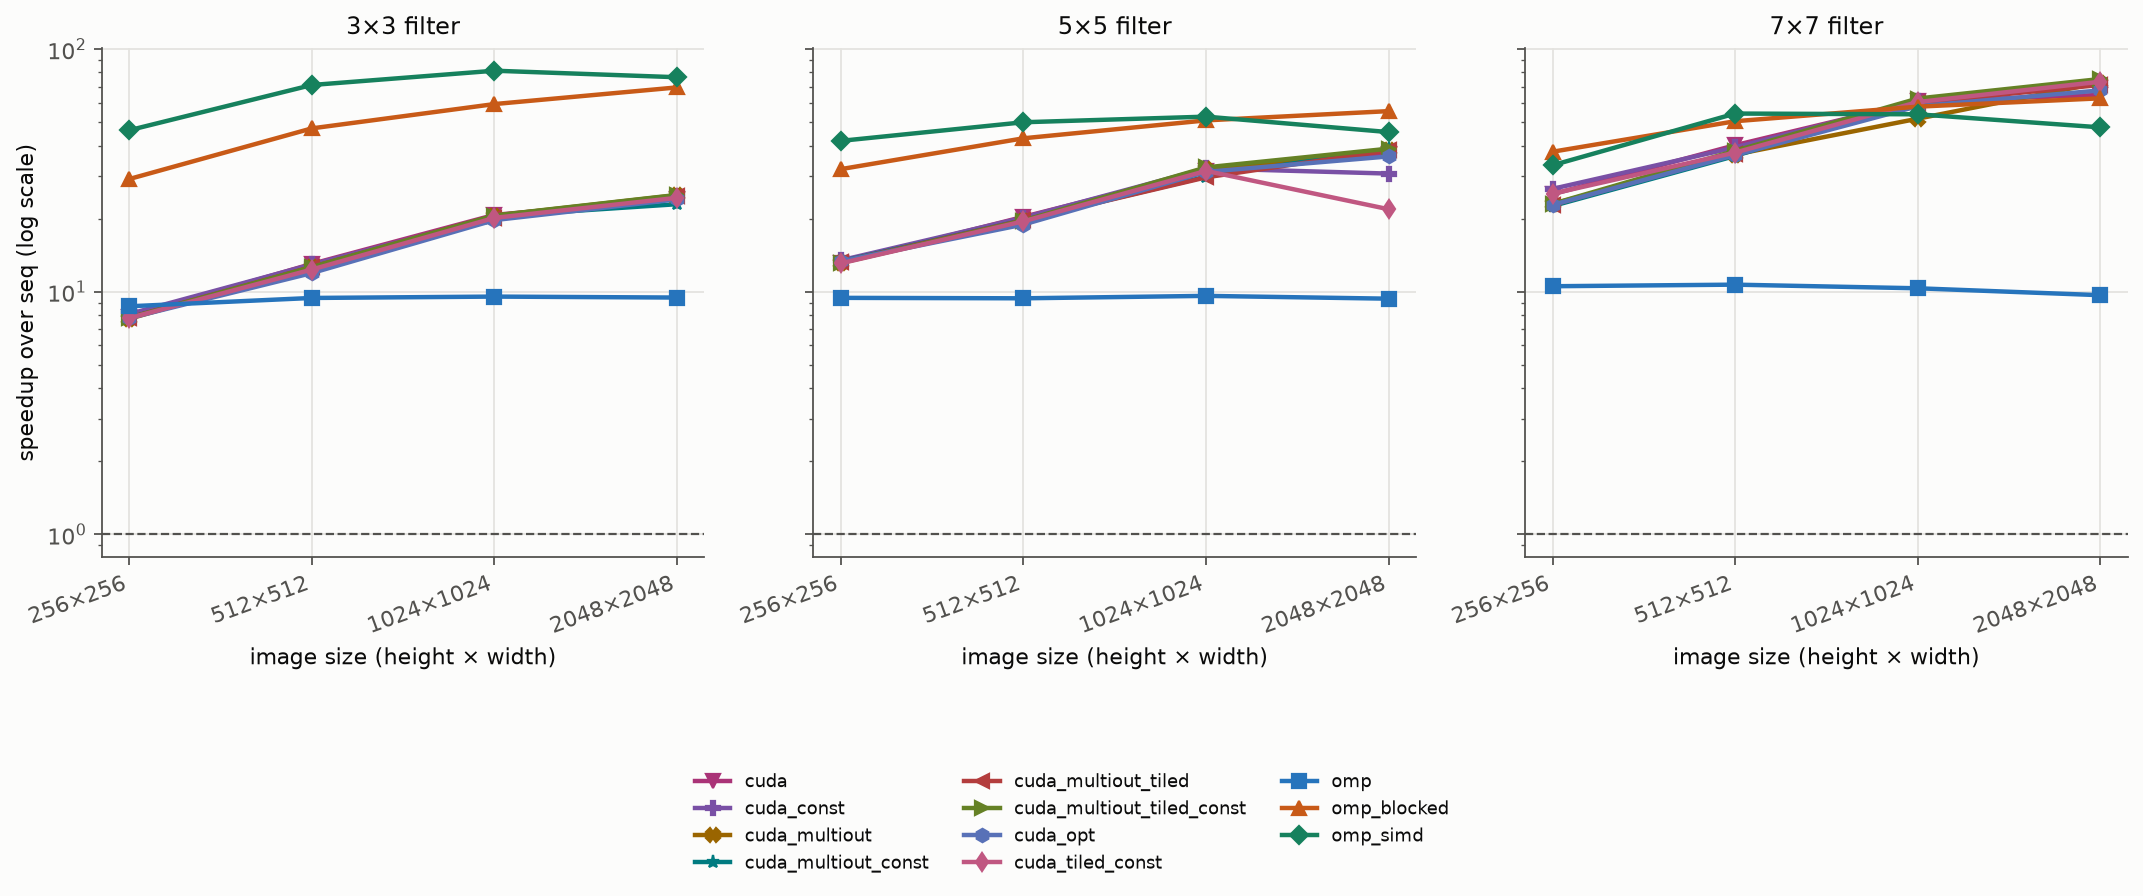 3×3 filter
5×5 filter
7×7 filter
speedup over seq (log scale)
10²
10¹
10⁰
256×256
512×512
1024×1024
2048×2048
256×256
512×512
1024×1024
2048×2048
256×256
512×512
1024×1024
2048×2048
image size (height × width)
image size (height × width)
image size (height × width)
cuda
cuda_const
cuda_multiout
cuda_multiout_const
cuda_multiout_tiled
cuda_multiout_tiled_const
cuda_opt
cuda_tiled_const
omp
omp_blocked
omp_simd